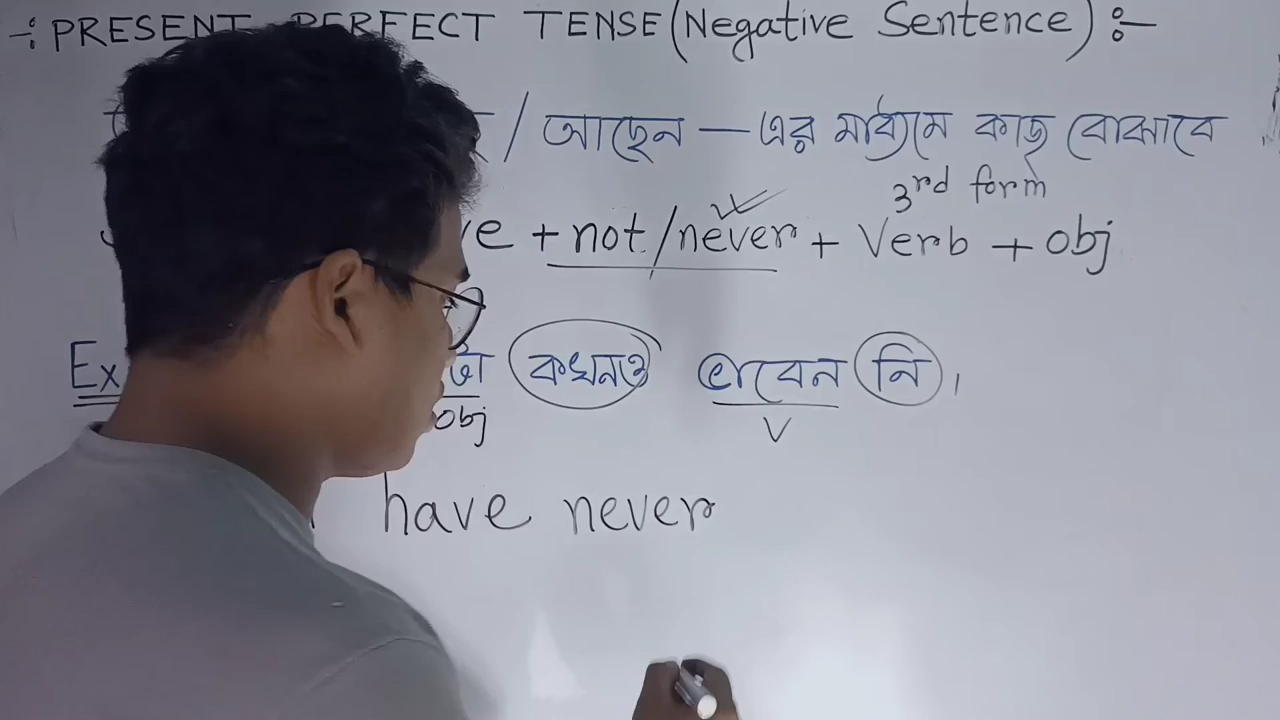 -: PRESENT PERFECT TENSE (Negative Sentence) :-
/ আছেন — এর মাধ্যমে কাজ বোঝাবে
3rd form
+ not / never + Verb + obj
Ex কখনও ভাবেন নি ।
obj V
have never